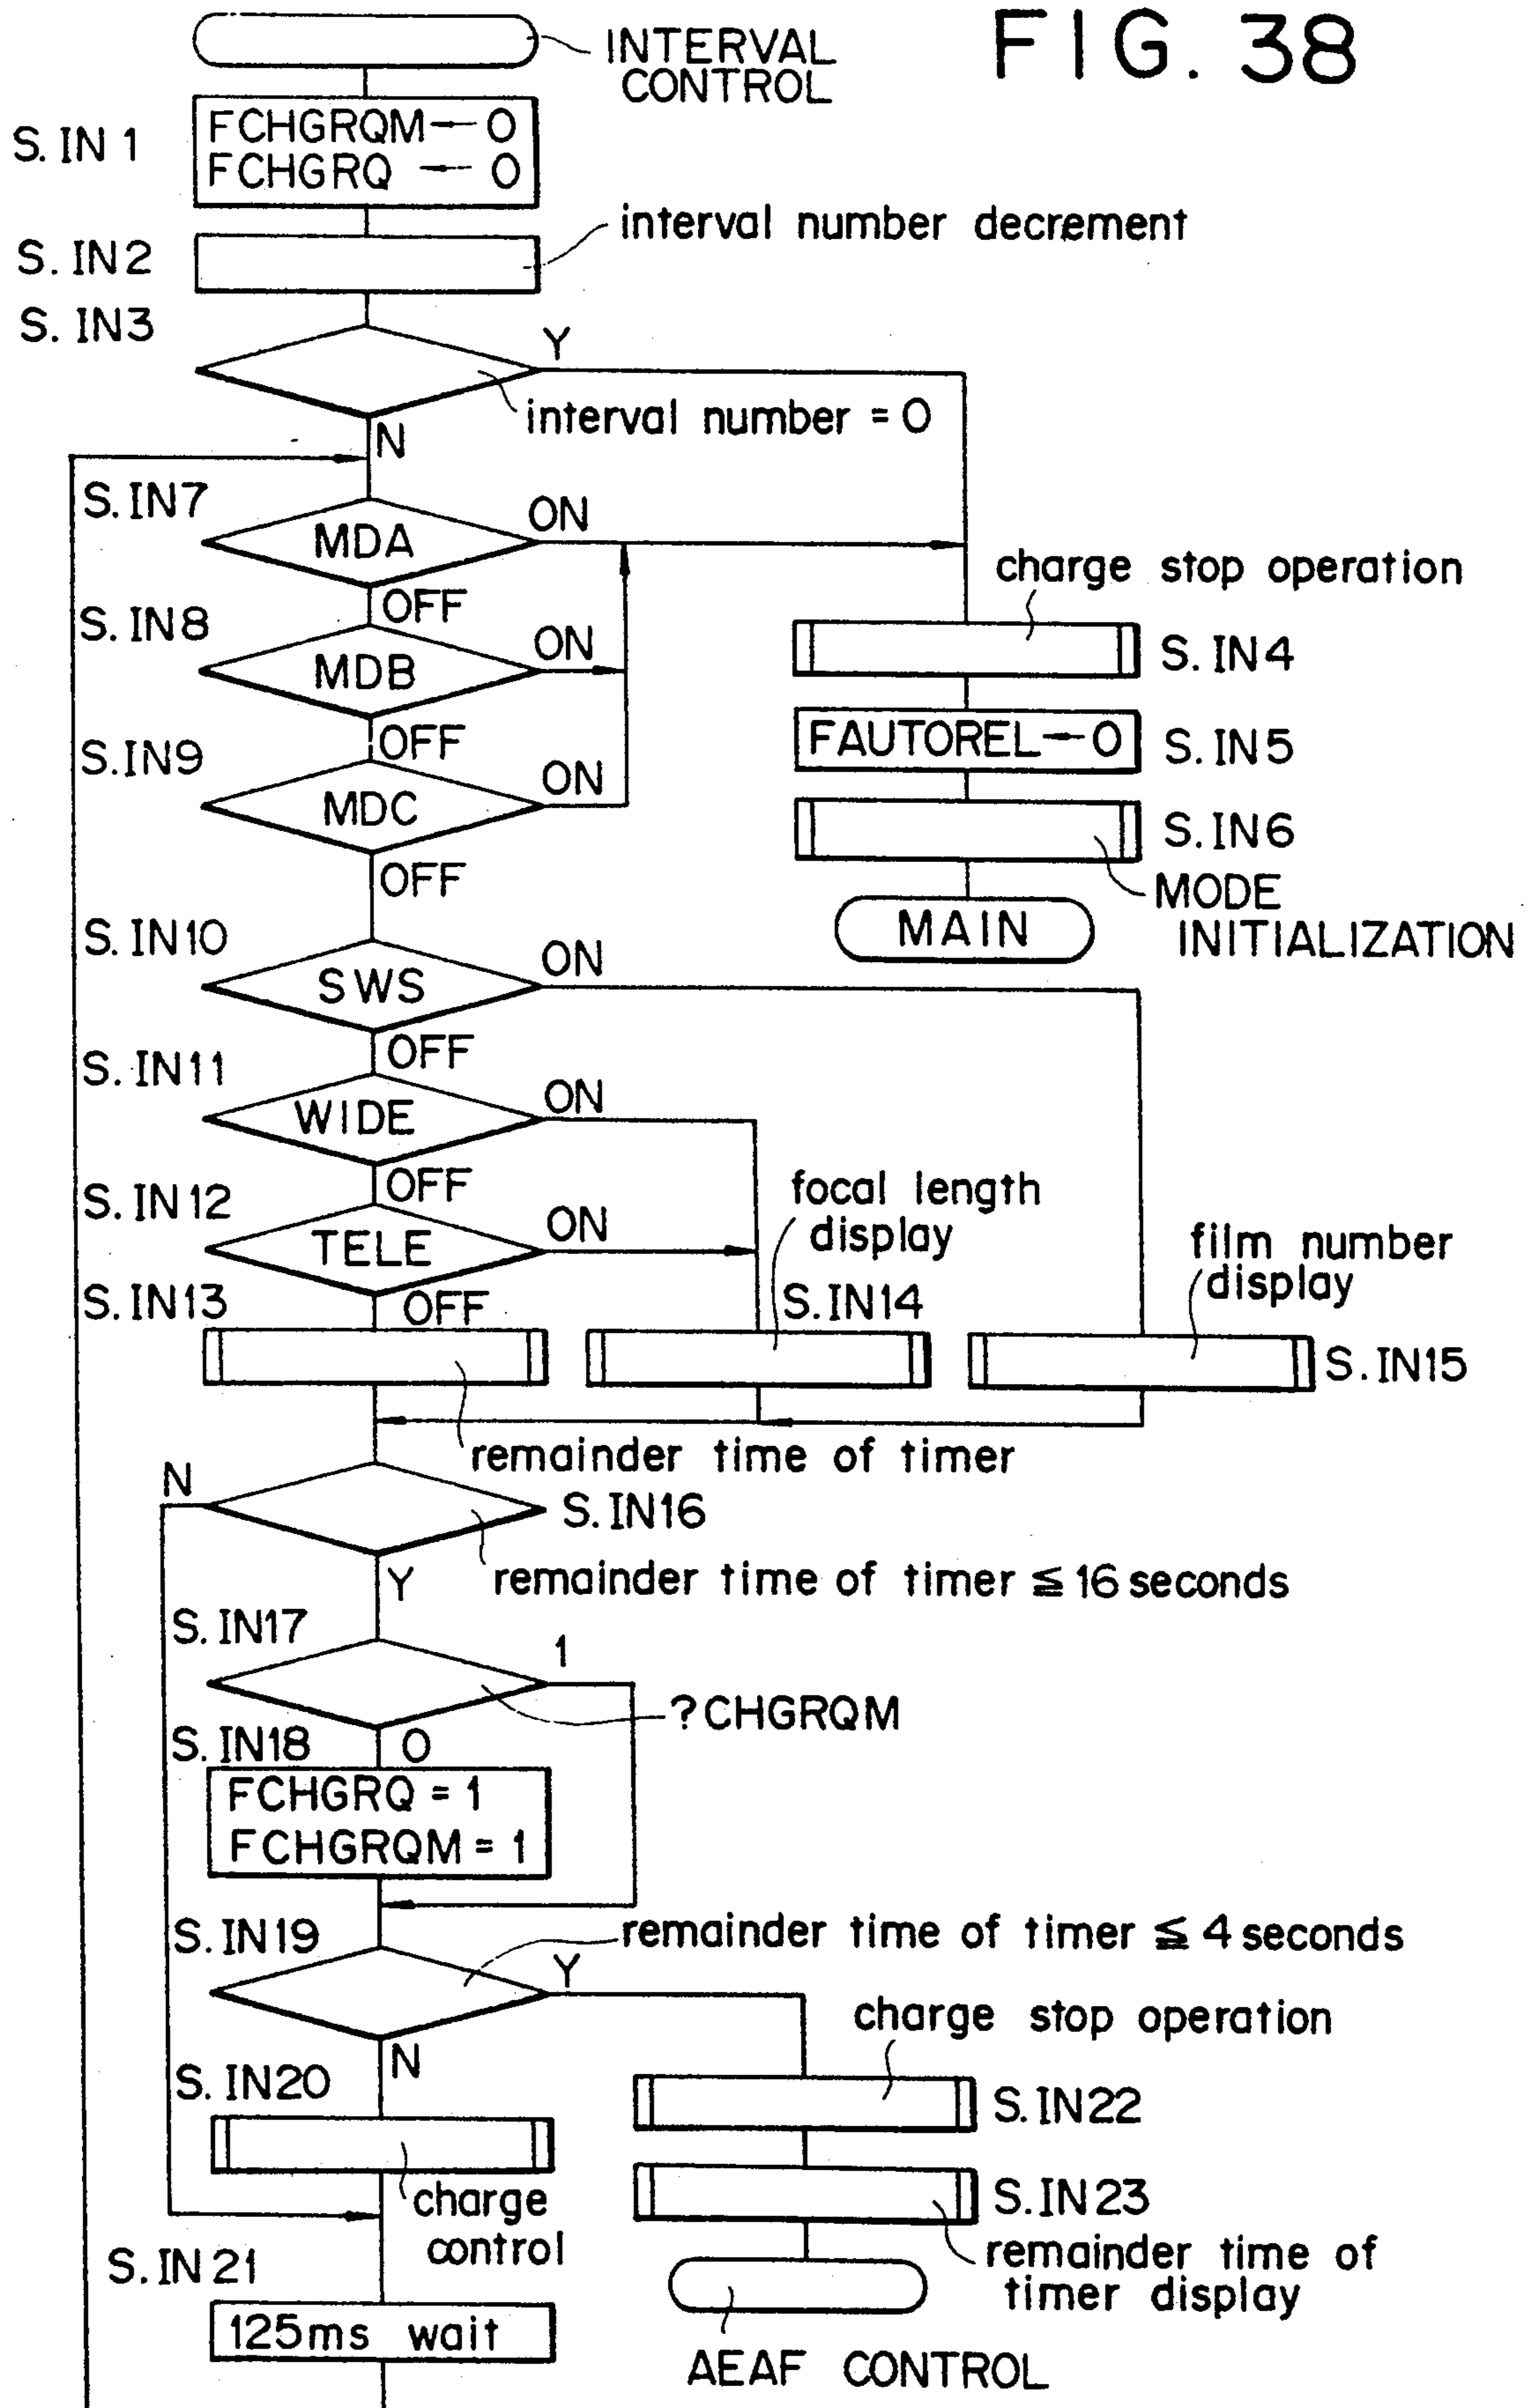 FIG. 38
INTERVAL
CONTROL
S. IN 1
FCHGRQM ← 0
FCHGRQ ← 0
S. IN2
interval number decrement
S. IN3
Y
interval number = 0
N
S. IN7
MDA
ON
OFF
charge stop operation
S. IN4
S. IN8
MDB
ON
OFF
FAUTOREL ← 0
S. IN5
S. IN9
MDC
ON
OFF
S. IN6
MODE
INITIALIZATION
MAIN
S. IN10
SWS
ON
OFF
S. IN11
WIDE
ON
OFF
S. IN12
TELE
ON
OFF
focal length
display
film number
display
S. IN13
S. IN14
S. IN15
remainder time of timer
N
S. IN16
Y
remainder time of timer ≦ 16 seconds
S. IN17
1
?CHGRQM
S. IN18
0
FCHGRQ = 1
FCHGRQM = 1
S. IN19
remainder time of timer ≦ 4 seconds
Y
N
charge stop operation
S. IN20
S. IN22
charge
control
S. IN23
remainder time of
timer display
S. IN 21
125ms wait
AEAF CONTROL